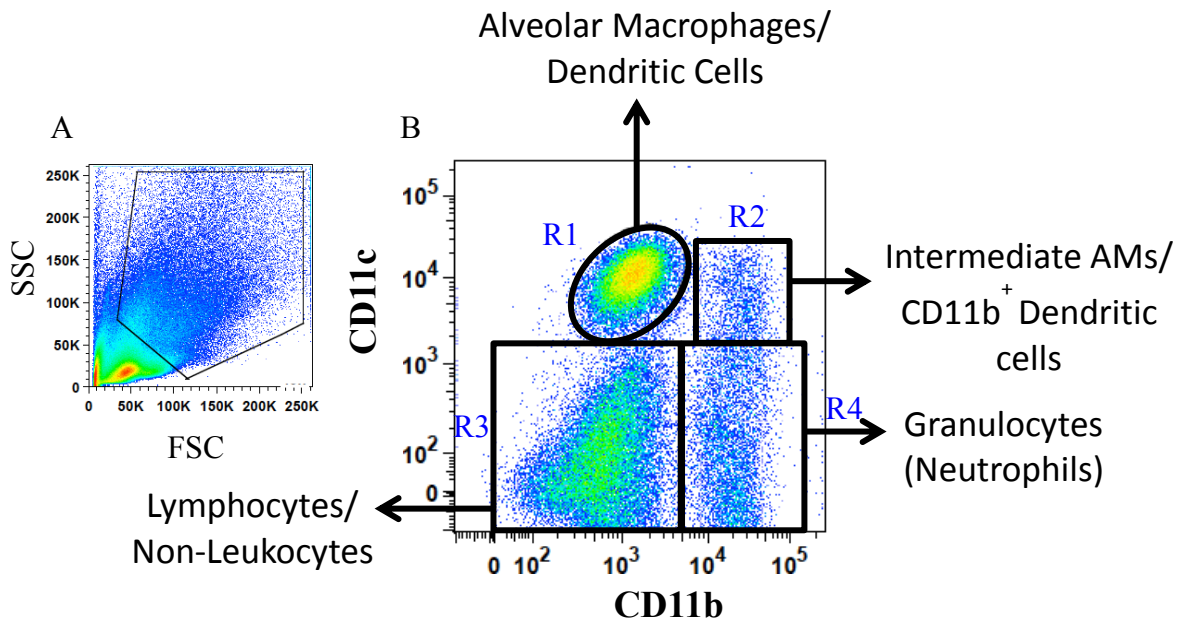 Alveolar Macrophages/
Dendritic Cells
A
B
250K
200K
150K
100K
50K
0
SSC
0 50K 100K 150K 200K 250K
FSC
10^5
10^4
10^3
10^2
0
CD11c
R1
R2
R3
R4
0 10^2 10^3 10^4 10^5
CD11b
Intermediate AMs/
CD11b^+ Dendritic
cells
Granulocytes
(Neutrophils)
Lymphocytes/
Non-Leukocytes